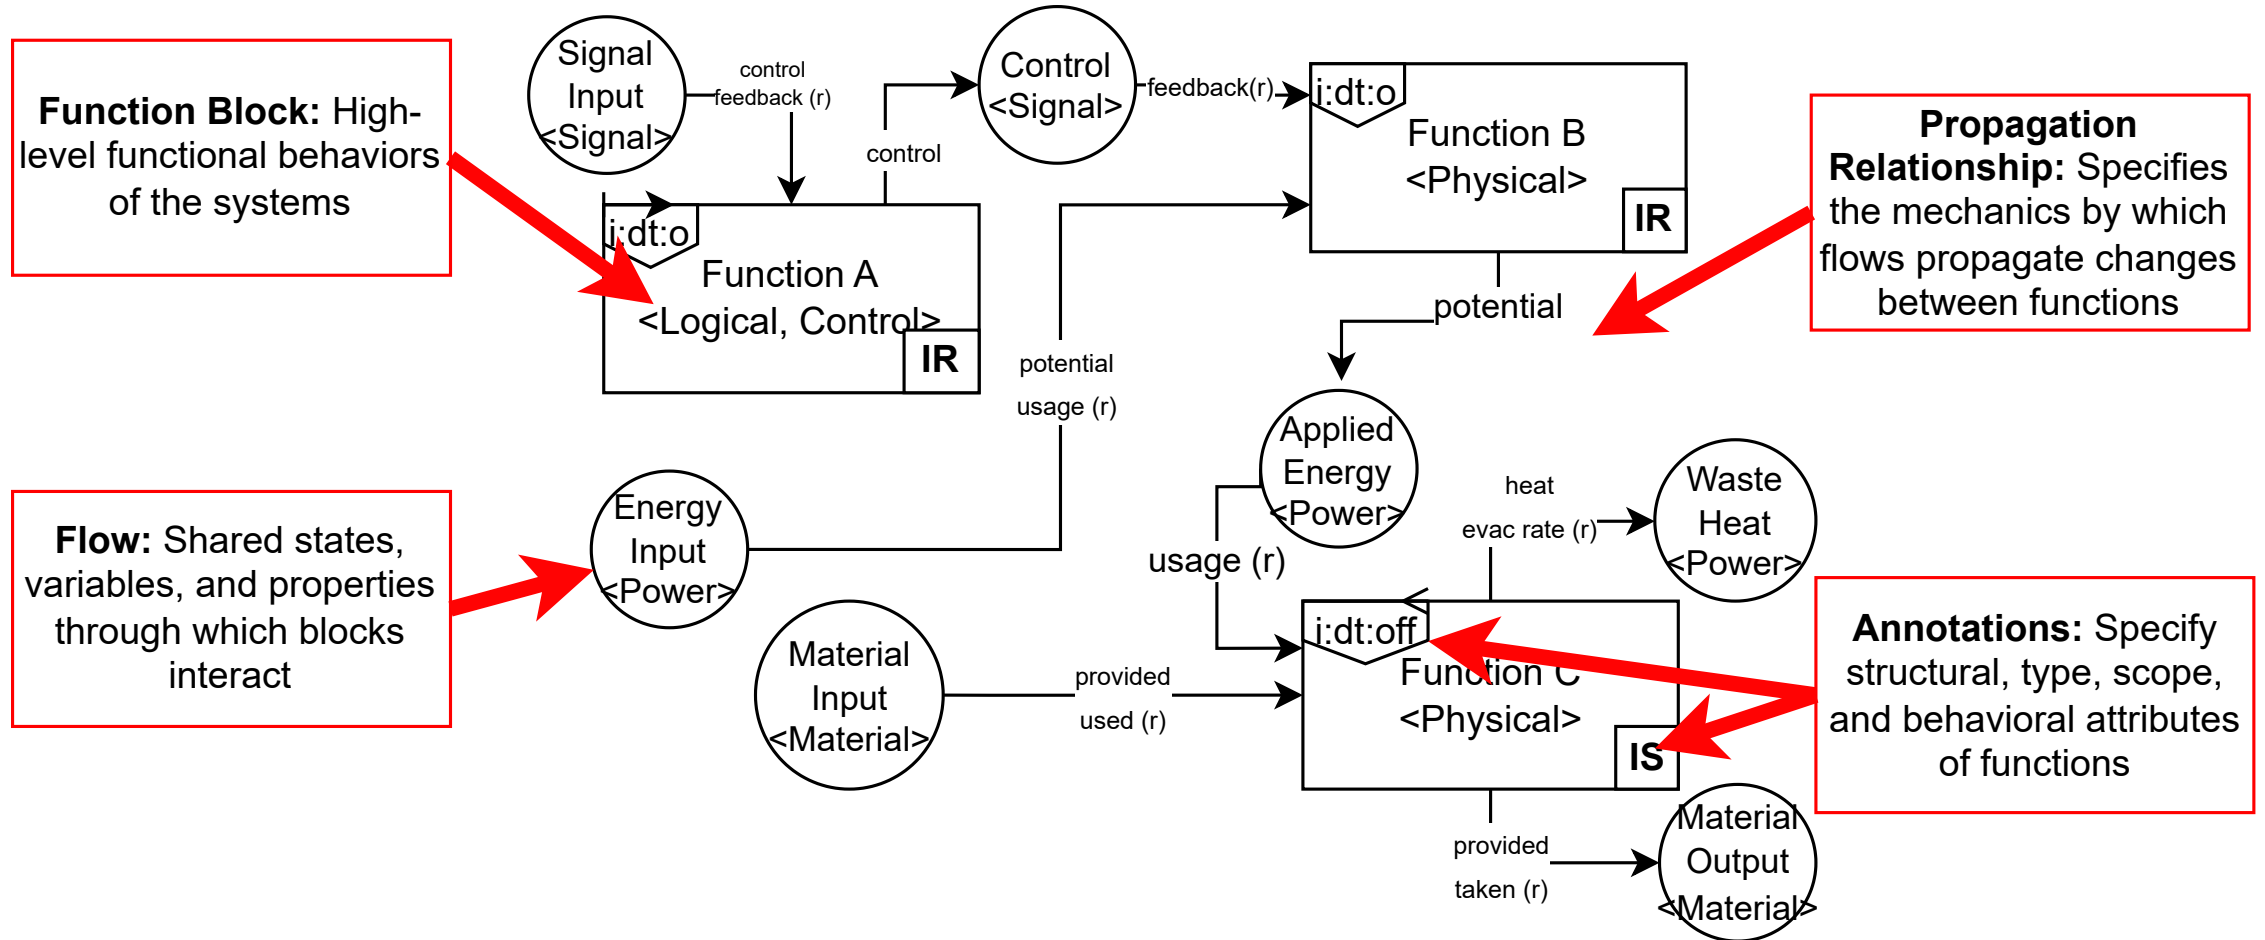 Function Block: High-
level functional behaviors
of the systems
Signal
Input
<Signal>
control
feedback (r)
control
Control
<Signal>
feedback(r)
i:dt:o
Function B
<Physical>
IR
Propagation
Relationship: Specifies
the mechanics by which
flows propagate changes
between functions
i:dt:o
Function A
<Logical, Control>
IR
potential
usage (r)
potential
Flow: Shared states,
variables, and properties
through which blocks
interact
Energy
Input
<Power>
Applied
Energy
<Power>
usage (r)
heat
evac rate (r)
Waste
Heat
<Power>
Material
Input
<Material>
provided
used (r)
i:dt:off
Function C
<Physical>
IS
Annotations: Specify
structural, type, scope,
and behavioral attributes
of functions
provided
taken (r)
Material
Output
<Material>